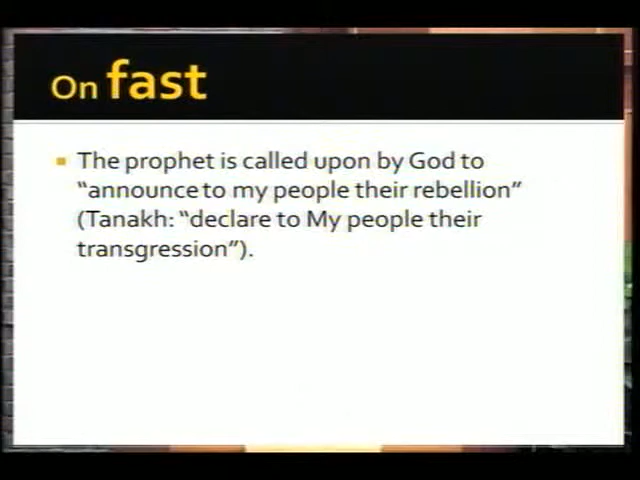 On fast
The prophet is called upon by God to
“announce to my people their rebellion”
(Tanakh: “declare to My people their
transgression”).